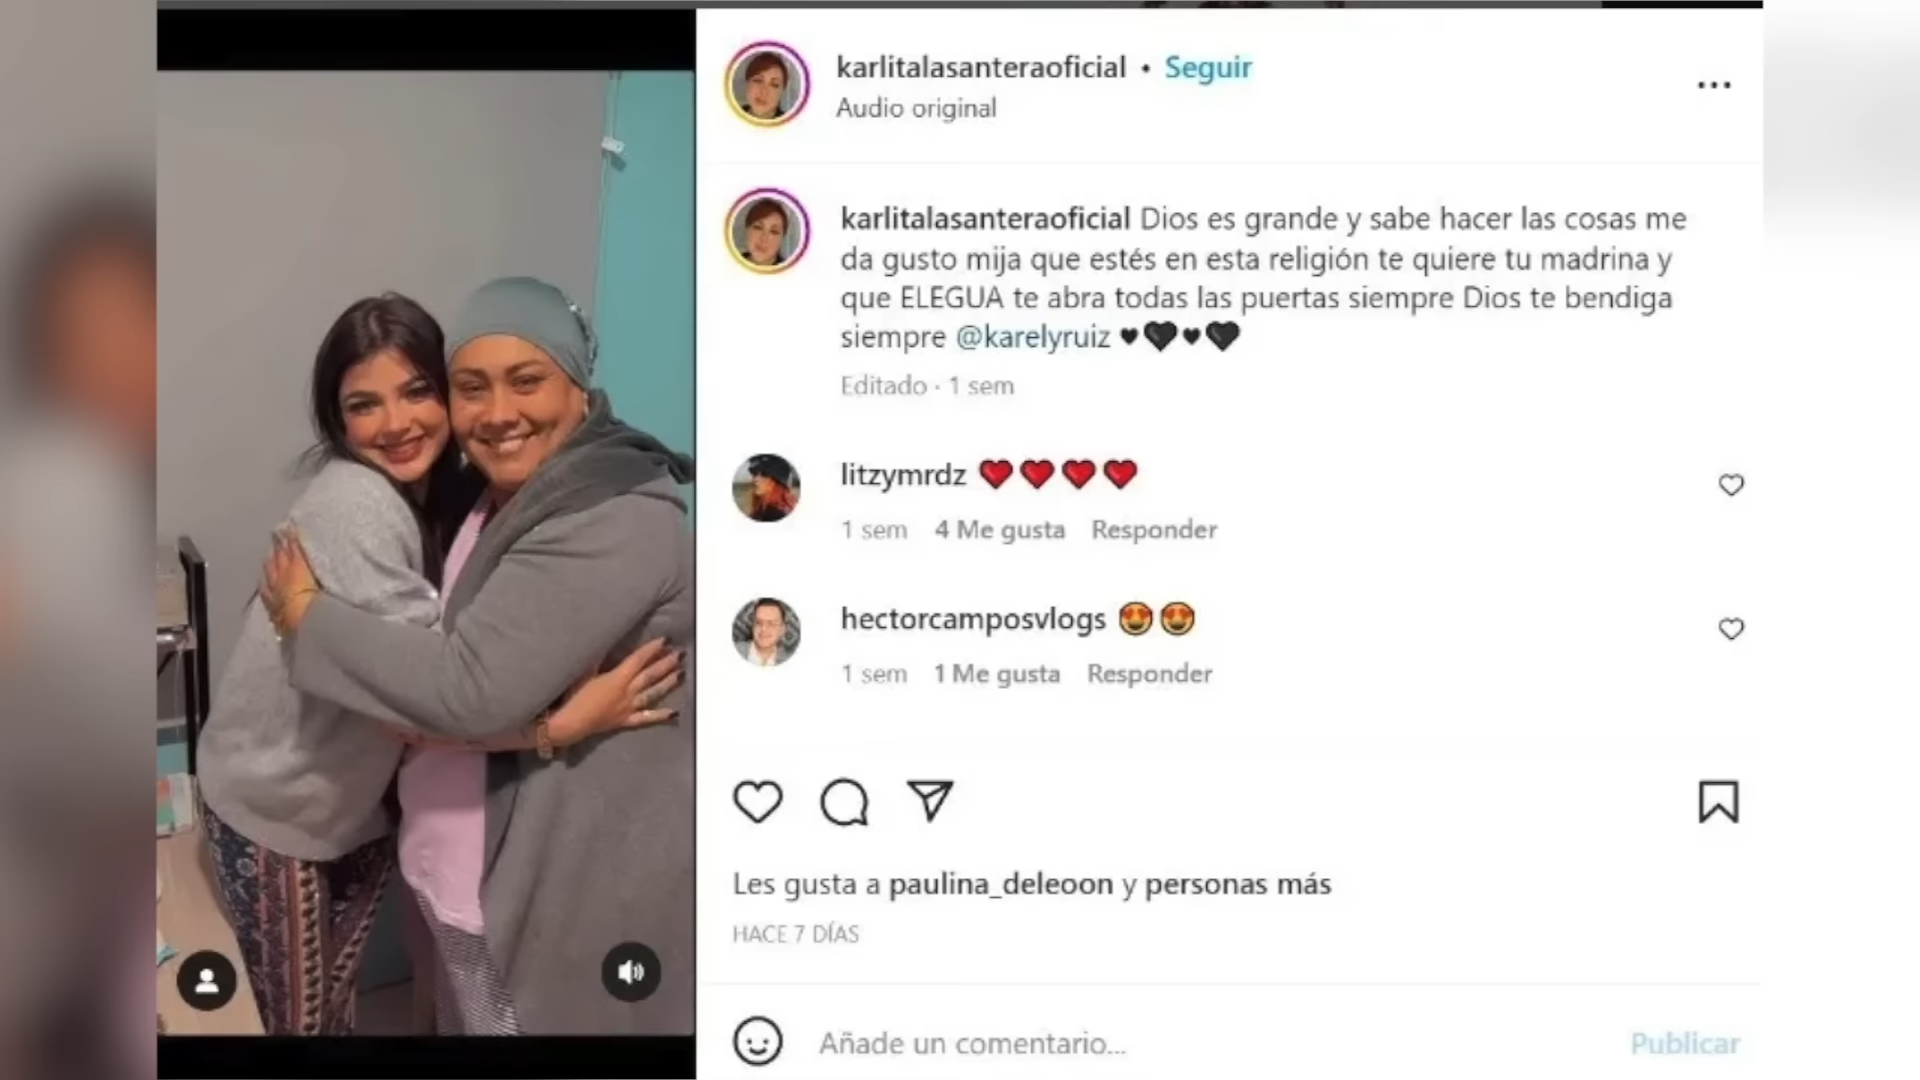 karlitalasanteraoficial • Seguir
Audio original
karlitalasanteraoficial Dios es grande y sabe hacer las cosas me
da gusto mija que estés en esta religión te quiere tu madrina y
que ELEGUA te abra todas las puertas siempre Dios te bendiga
siempre @karelyruiz ♥🖤♥🖤
Editado · 1 sem
litzymrdz ❤❤❤❤
1 sem 4 Me gusta Responder
hectorcamposvlogs 😍😍
1 sem 1 Me gusta Responder
Les gusta a paulina_deleoon y personas más
HACE 7 DÍAS
Añade un comentario... Publicar